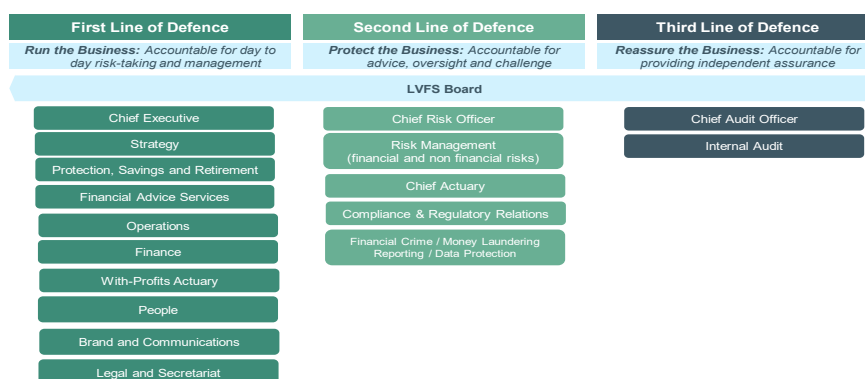 First Line of Defence
Second Line of Defence
Third Line of Defence
Run the Business: Accountable for day to
day risk-taking and management
Protect the Business: Accountable for
advice, oversight and challenge
Reassure the Business: Accountable for
providing independent assurance
LVFS Board
Chief Executive
Strategy
Protection, Savings and Retirement
Financial Advice Services
Operations
Finance
With-Profits Actuary
People
Brand and Communications
Legal and Secretariat
Chief Risk Officer
Risk Management
(financial and non financial risks)
Chief Actuary
Compliance & Regulatory Relations
Financial Crime / Money Laundering
Reporting / Data Protection
Chief Audit Officer
Internal Audit